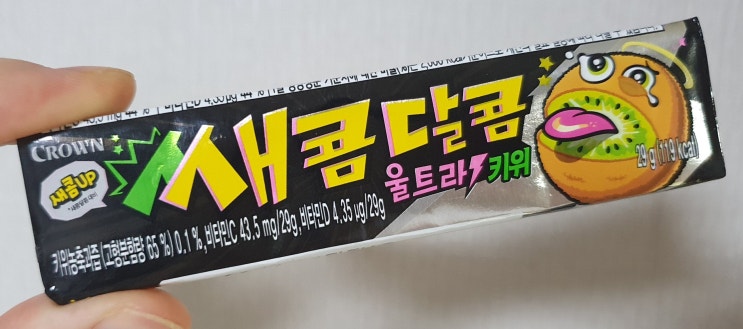 CROWN
새콤달콤
울트라 키위
새콤UP
29 g (119 kcal)
키위농축과즙 (고형분함량 65 %) 0.1 %, 비타민C 43.5 mg/29g, 비타민D 4.35 μg/29g